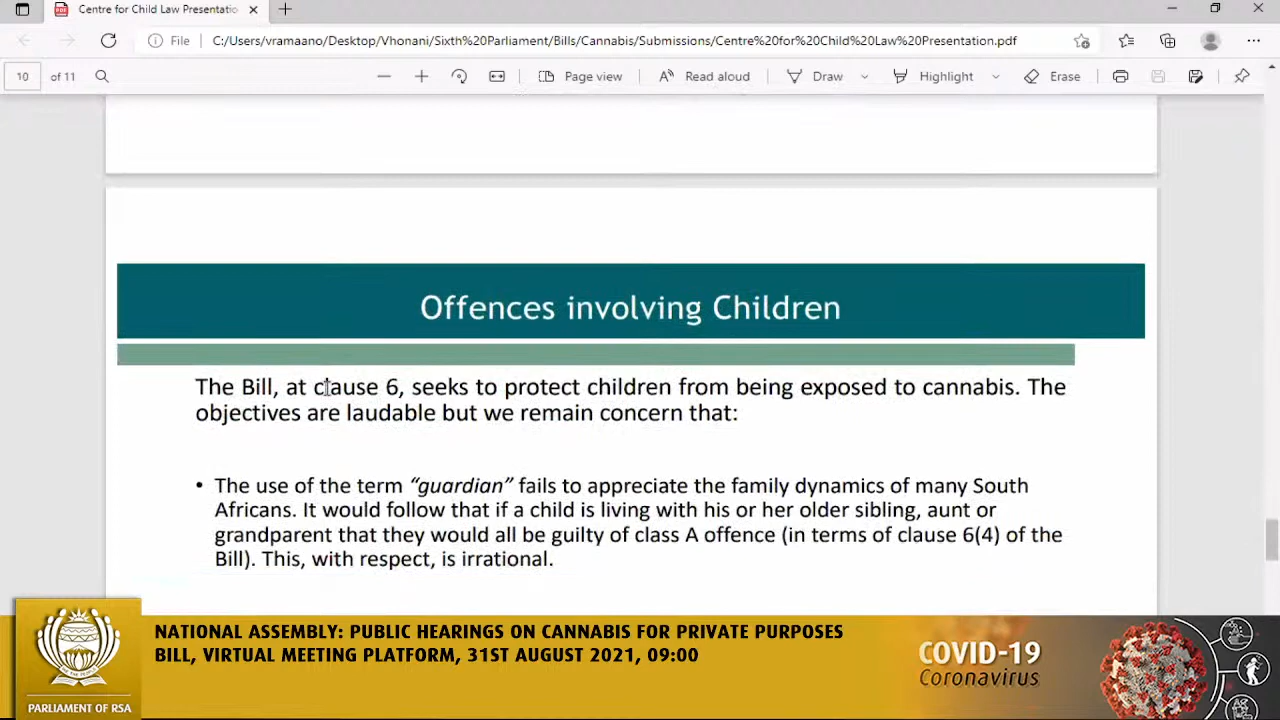 Centre for Child Law Presentatio
File
C:/Users/vramaano/Desktop/Vhonani/Sixth%20Parliament/Bills/Cannabis/Submissions/Centre%20for%20Child%20Law%20Presentation.pdf
10 of 11
Page view
Read aloud
Draw
Highlight
Erase
Offences involving Children
The Bill, at clause 6, seeks to protect children from being exposed to cannabis. The
objectives are laudable but we remain concern that:
• The use of the term “guardian” fails to appreciate the family dynamics of many South
Africans. It would follow that if a child is living with his or her older sibling, aunt or
grandparent that they would all be guilty of class A offence (in terms of clause 6(4) of the
Bill). This, with respect, is irrational.
NATIONAL ASSEMBLY: PUBLIC HEARINGS ON CANNABIS FOR PRIVATE PURPOSES
BILL, VIRTUAL MEETING PLATFORM, 31ST AUGUST 2021, 09:00
PARLIAMENT OF RSA
COVID-19
Coronavirus